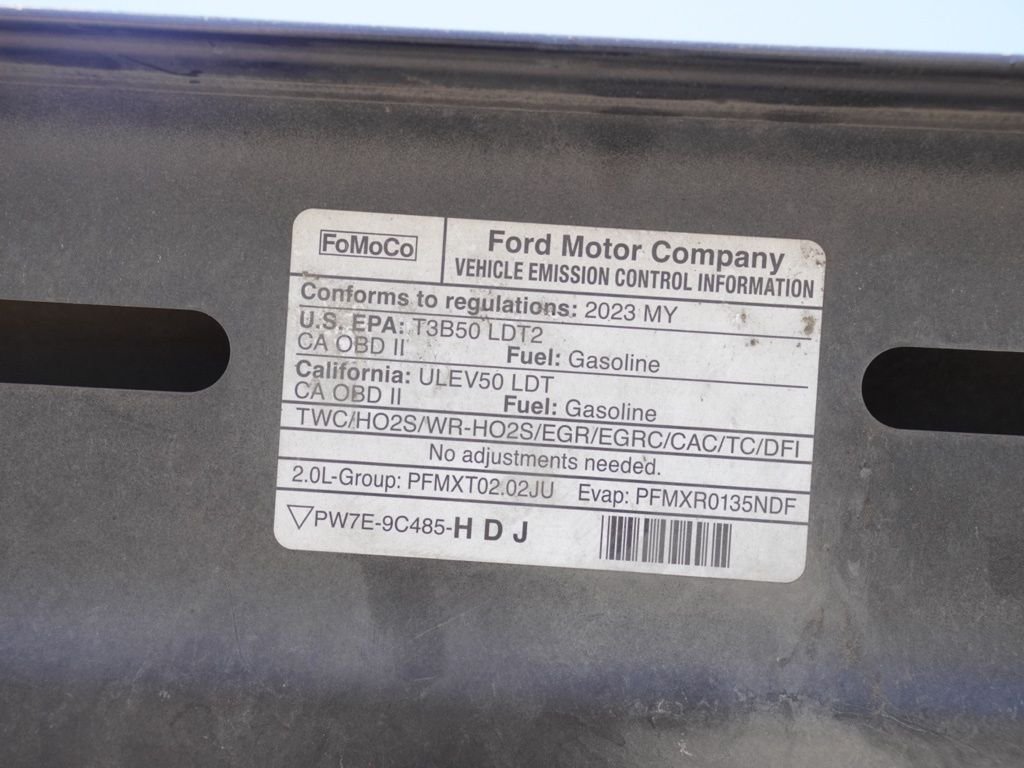 FoMoCo
Ford Motor Company
VEHICLE EMISSION CONTROL INFORMATION
Conforms to regulations: 2023 MY
U.S. EPA: T3B50 LDT2
CA OBD II Fuel: Gasoline
California: ULEV50 LDT
CA OBD II Fuel: Gasoline
TWC/HO2S/WR-HO2S/EGR/EGRC/CAC/TC/DFI
No adjustments needed.
2.0L-Group: PFMXT02.02JU Evap: PFMXR0135NDF
PW7E-9C485-HDJ